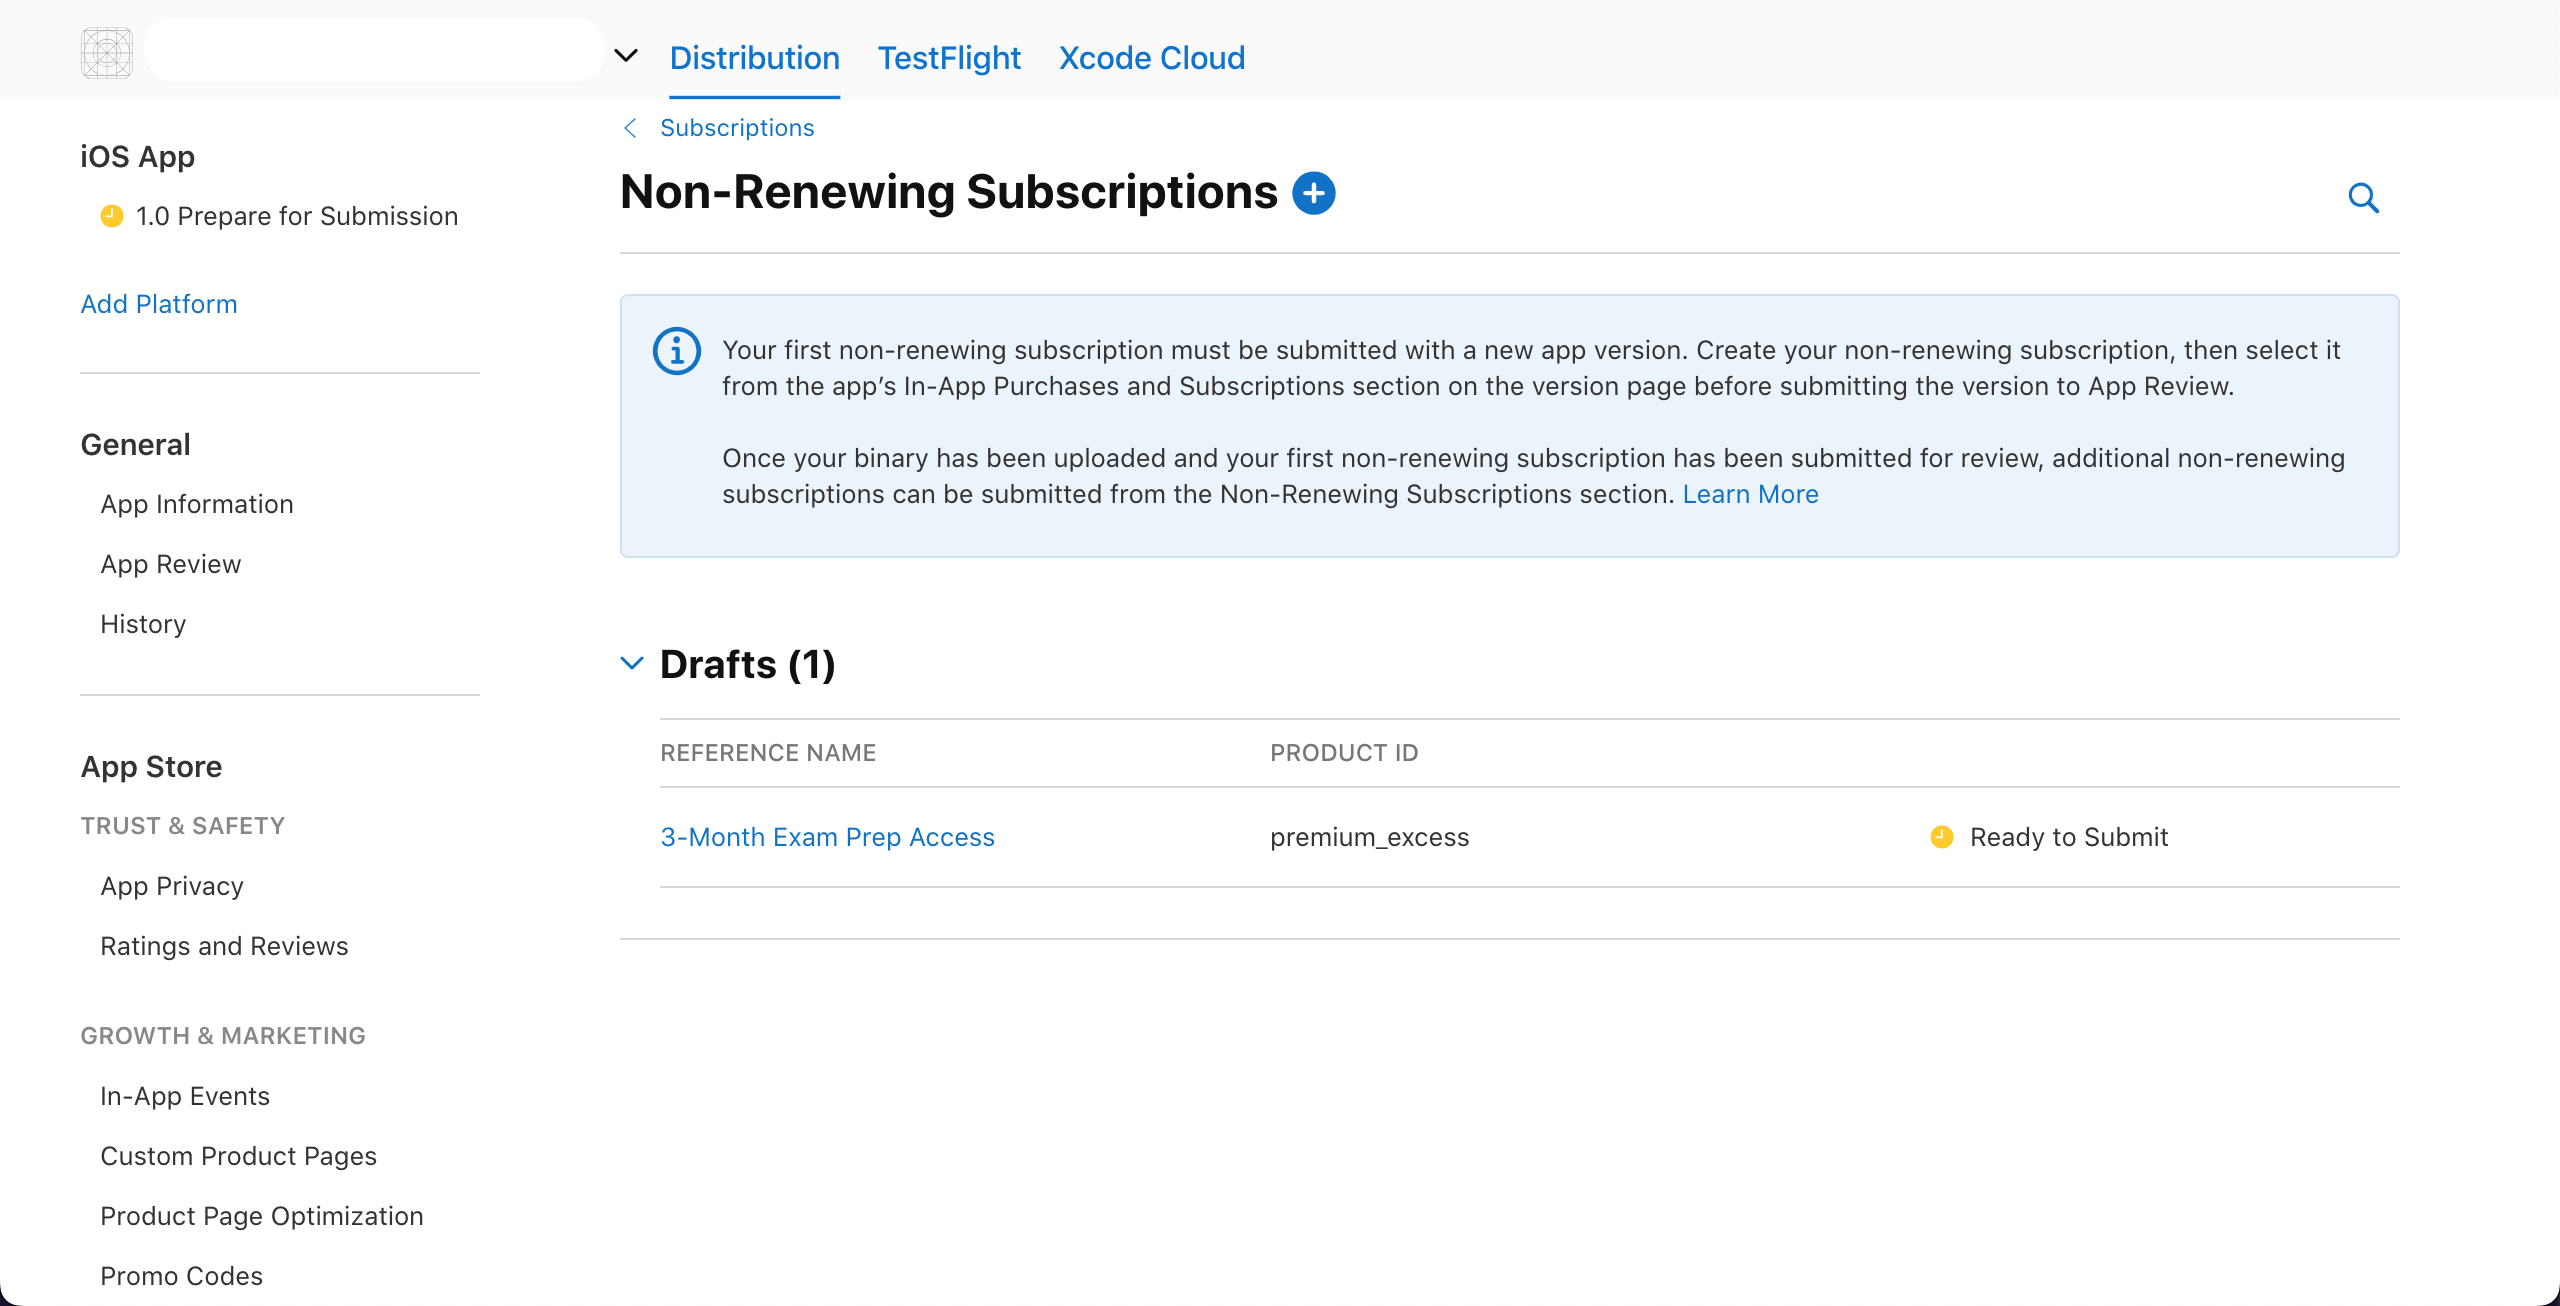 Distribution TestFlight Xcode Cloud
iOS App
1.0 Prepare for Submission
Add Platform
General
App Information
App Review
History
App Store
TRUST & SAFETY
App Privacy
Ratings and Reviews
GROWTH & MARKETING
In-App Events
Custom Product Pages
Product Page Optimization
Promo Codes
Subscriptions
Non-Renewing Subscriptions
Your first non-renewing subscription must be submitted with a new app version. Create your non-renewing subscription, then select it
from the app’s In-App Purchases and Subscriptions section on the version page before submitting the version to App Review.
Once your binary has been uploaded and your first non-renewing subscription has been submitted for review, additional non-renewing
subscriptions can be submitted from the Non-Renewing Subscriptions section. Learn More
Drafts (1)
REFERENCE NAME PRODUCT ID
3-Month Exam Prep Access premium_excess Ready to Submit